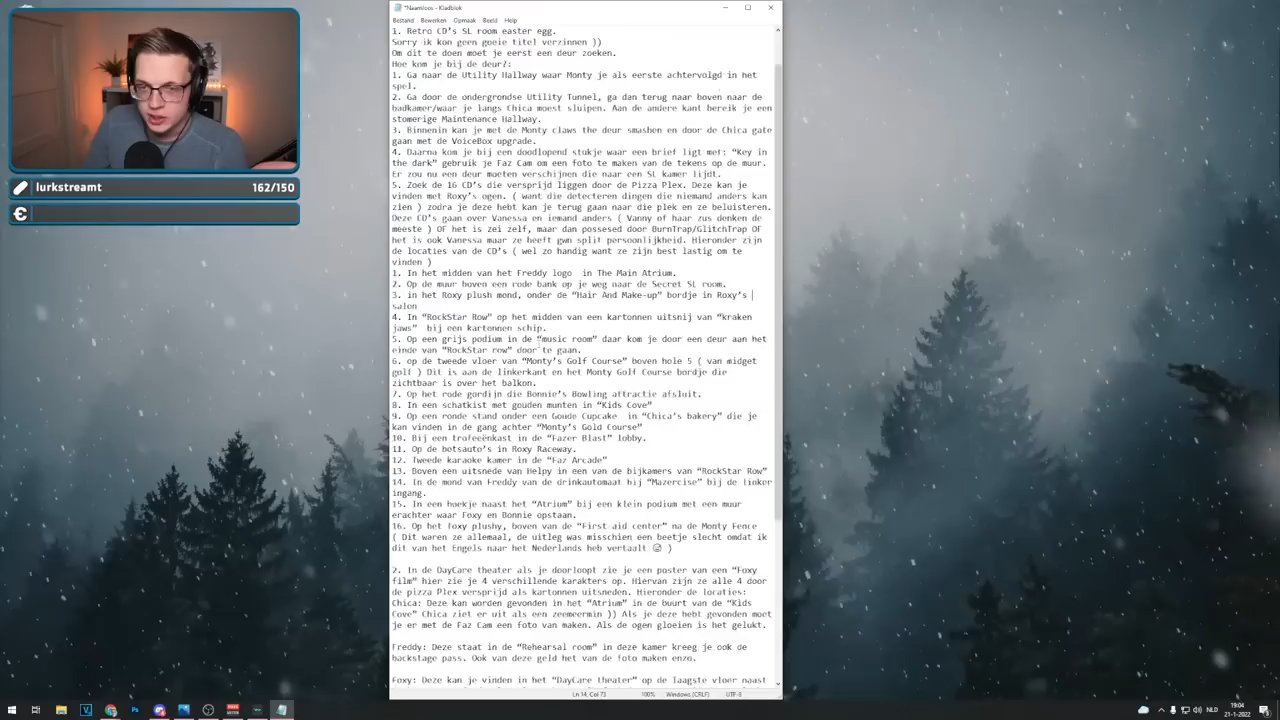 *Naamloos - Kladblok
Bestand Bewerken Opmaak Beeld Help
1. Retro CD's SL room easter egg.
Sorry ik kon geen goeie titel verzinnen ))
Om dit te doen moet je eerst een deur zoeken.
Hoe kom je bij de deur?:
1. Ga naar de Utility Hallway waar Monty je als eerste achtervolgd in het
spel.
2. Ga door de ondergrondse Utility Tunnel, ga dan terug naar boven naar de
badkamer/waar je langs Chica moest sluipen. Aan de andere kant bereik je een
stomerige Maintenance Hallway.
3. Binnenin kan je met de Monty claws the deur smashen en door de Chica gate
gaan met de VoiceBox upgrade.
4. Daarna kom je bij een doodlopend stukje waar een brief ligt met: "Key in
the dark" gebruik je Faz Cam om een foto te maken van de tekens op de muur.
Er zou nu een deur moeten verschijnen die naar een SL kamer lijdt.
5. Zoek de 16 CD's die versprijd liggen door de Pizza Plex. Deze kan je
vinden met Roxy's ogen. ( want die detecteren dingen die niemand anders kan
zien ) zodra je deze hebt kan je terug gaan naar die plek en ze beluisteren.
Deze CD's gaan over Vanessa en iemand anders ( Vanny of haar zus denken de
meeste ) OF het is zei zelf, maar dan possesed door BurnTrap/GlitchTrap OF
het is ook Vanessa maar ze heeft gwn split persoonlijkheid. Hieronder zijn
de locaties van de CD's ( wel zo handig want ze zijn best lastig om te
vinden )
1. In het midden van het Freddy logo  in The Main Atrium.
2. Op de muur boven een rode bank op je weg naar de Secret SL room.
3. in het Roxy plush mond, onder de "Hair And Make-up" bordje in Roxy's
salon
4. In "RockStar Row" op het midden van een kartonnen uitsnij van "kraken
jaws"  bij een kartonnen schip.
5. Op een grijs podium in de "music room" daar kom je door een deur aan het
einde van "RockStar row" door te gaan.
6. op de tweede vloer van "Monty's Golf Course" boven hole 5 ( van midget
golf ) Dit is aan de linkerkant en het Monty Golf Course bordje die
zichtbaar is over het balkon.
7. Op het rode gordijn die Bonnie's Bowling attractie afsluit.
8. In een schatkist met gouden munten in "Kids Cove"
9. Op een ronde stand onder een Goude Cupcake  in "Chica's bakery" die je
kan vinden in de gang achter "Monty's Gold Course"
10. Bij een trofeeënkast in de "Fazer Blast" lobby.
11. Op de botsauto's in Roxy Raceway.
12. Tweede karaoke kamer in de "Faz Arcade"
13. Boven een uitsnede van Helpy in een van de bijkamers van "RockStar Row"
14. In de mond van Freddy van de drinkautomaat bij "Mazercise" bij de linker
ingang.
15. In een hoekje naast het "Atrium" bij een klein podium met een muur
erachter waar Foxy en Bonnie opstaan.
16. Op het foxy plushy, boven van de "First aid center" na de Monty Fence
( Dit waren ze allemaal, de uitleg was misschien een beetje slecht omdat ik
dit van het Engels naar het Nederlands heb vertaalt )
2. In de DayCare theater als je doorloopt zie je een poster van een "Foxy
film" hier zie je 4 verschillende karakters op. Hiervan zijn ze alle 4 door
de pizza Plex versprijd als kartonnen uitsneden. Hieronder de locaties:
Chica: Deze kan worden gevonden in het "Atrium" in de buurt van de "Kids
Cove" Chica ziet er uit als een zeemeermin )) Als je deze hebt gevonden moet
je er met de Faz Cam een foto van maken. Als de ogen gloeien is het gelukt.
Freddy: Deze staat in de "Rehearsal room" in deze kamer kreeg je ook de
backstage pass. Ook van deze geld het van de foto maken enzo.
Foxy: Deze kan je vinden in het "DayCare theater" op de laagste vloer naast
Ln 14, Col 73 100% Windows (CRLF) UTF-8
lurkstreamt 162/150
€
NLD 19:04
21-1-2022